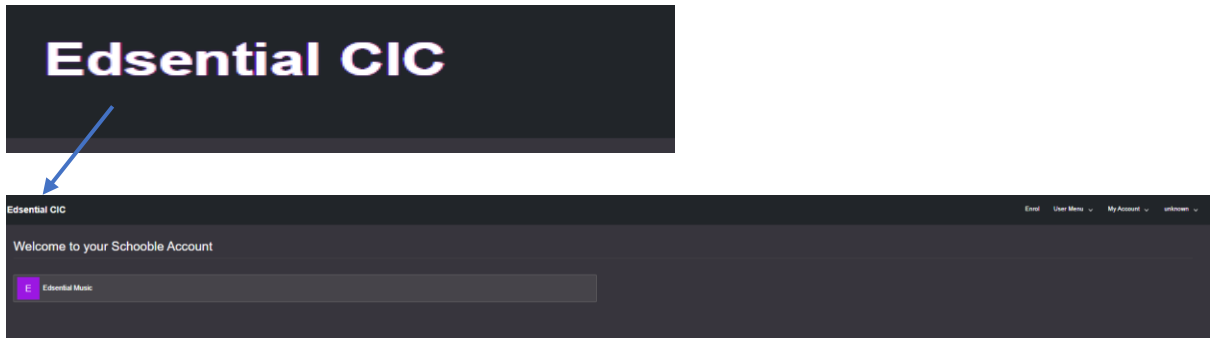 Edsential CIC
Edsential CIC Enrol User Menu My Account unknown
Welcome to your Schooble Account
E Edsential Music